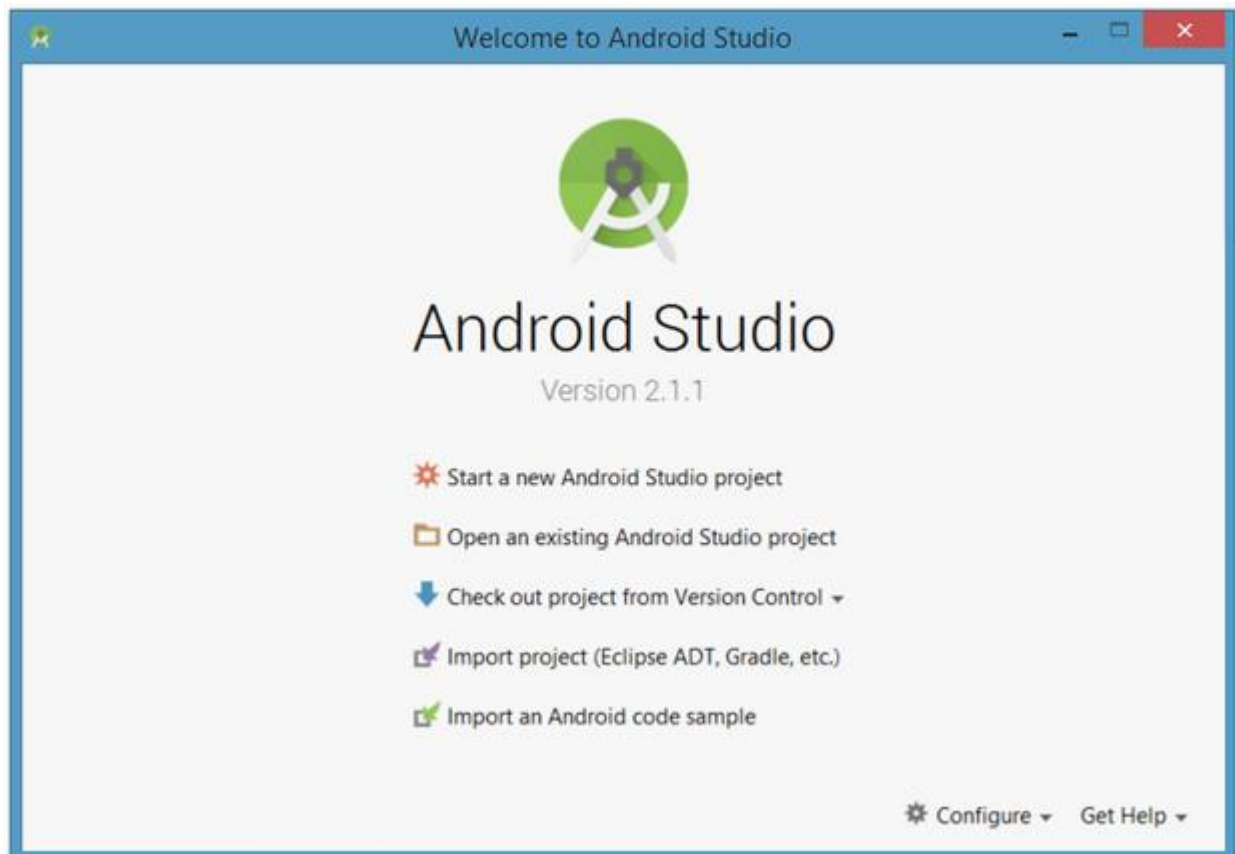 Welcome to Android Studio
Android Studio
Version 2.1.1
Start a new Android Studio project
Open an existing Android Studio project
Check out project from Version Control
Import project (Eclipse ADT, Gradle, etc.)
Import an Android code sample
Configure Get Help